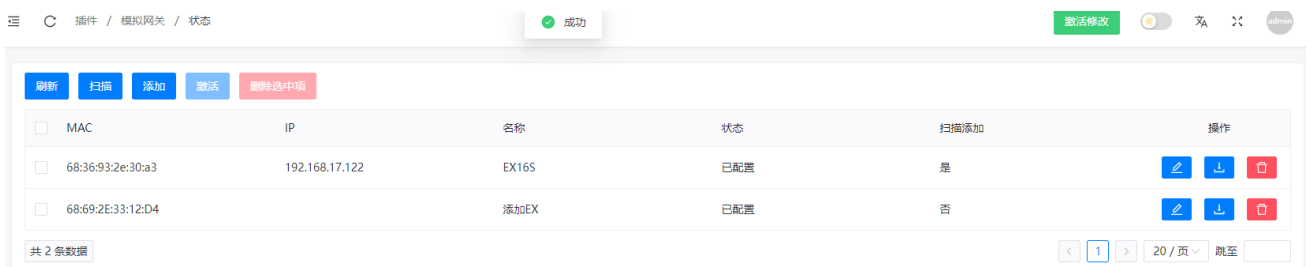 插件 / 模拟网关 / 状态
成功
激活修改
admin
刷新 扫描 添加 激活 删除选中项
MAC IP 名称 状态 扫描添加 操作
68:36:93:2e:30:a3 192.168.17.122 EX16S 已配置 是
68:69:2E:33:12:D4 添加EX 已配置 否
共 2 条数据
1
20 / 页
跳至